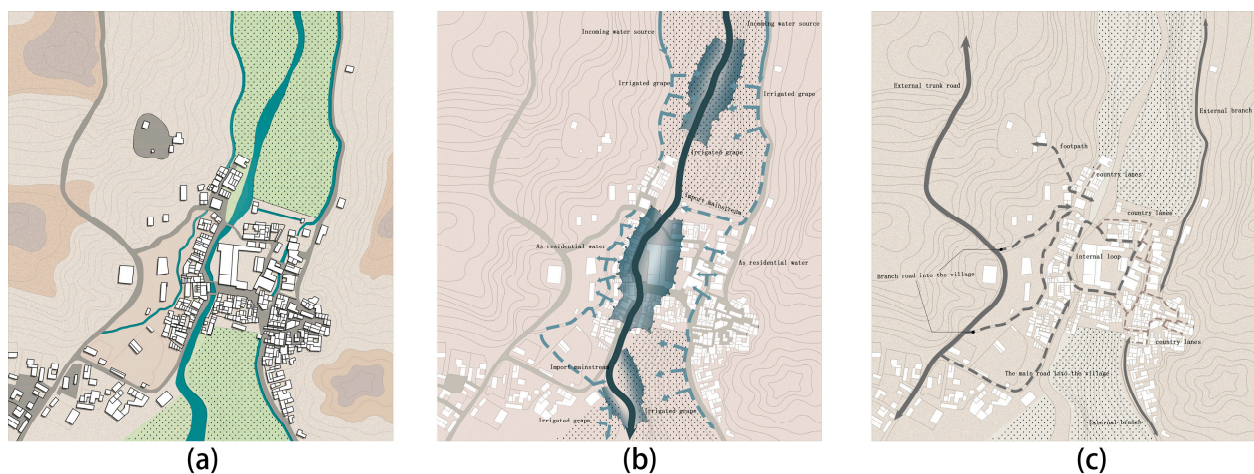 Incoming water source
Incoming water source
Irrigated grape
Irrigated grape
Irrigated grape
Import mainstream
As residential water
As residential water
Import mainstream
Irrigated grape
Irrigated grape
External trunk road
External branch
footpath
country lanes
country lanes
internal loop
Branch road into the village
country lanes
The main road into the village
External branch
(a)
(b)
(c)